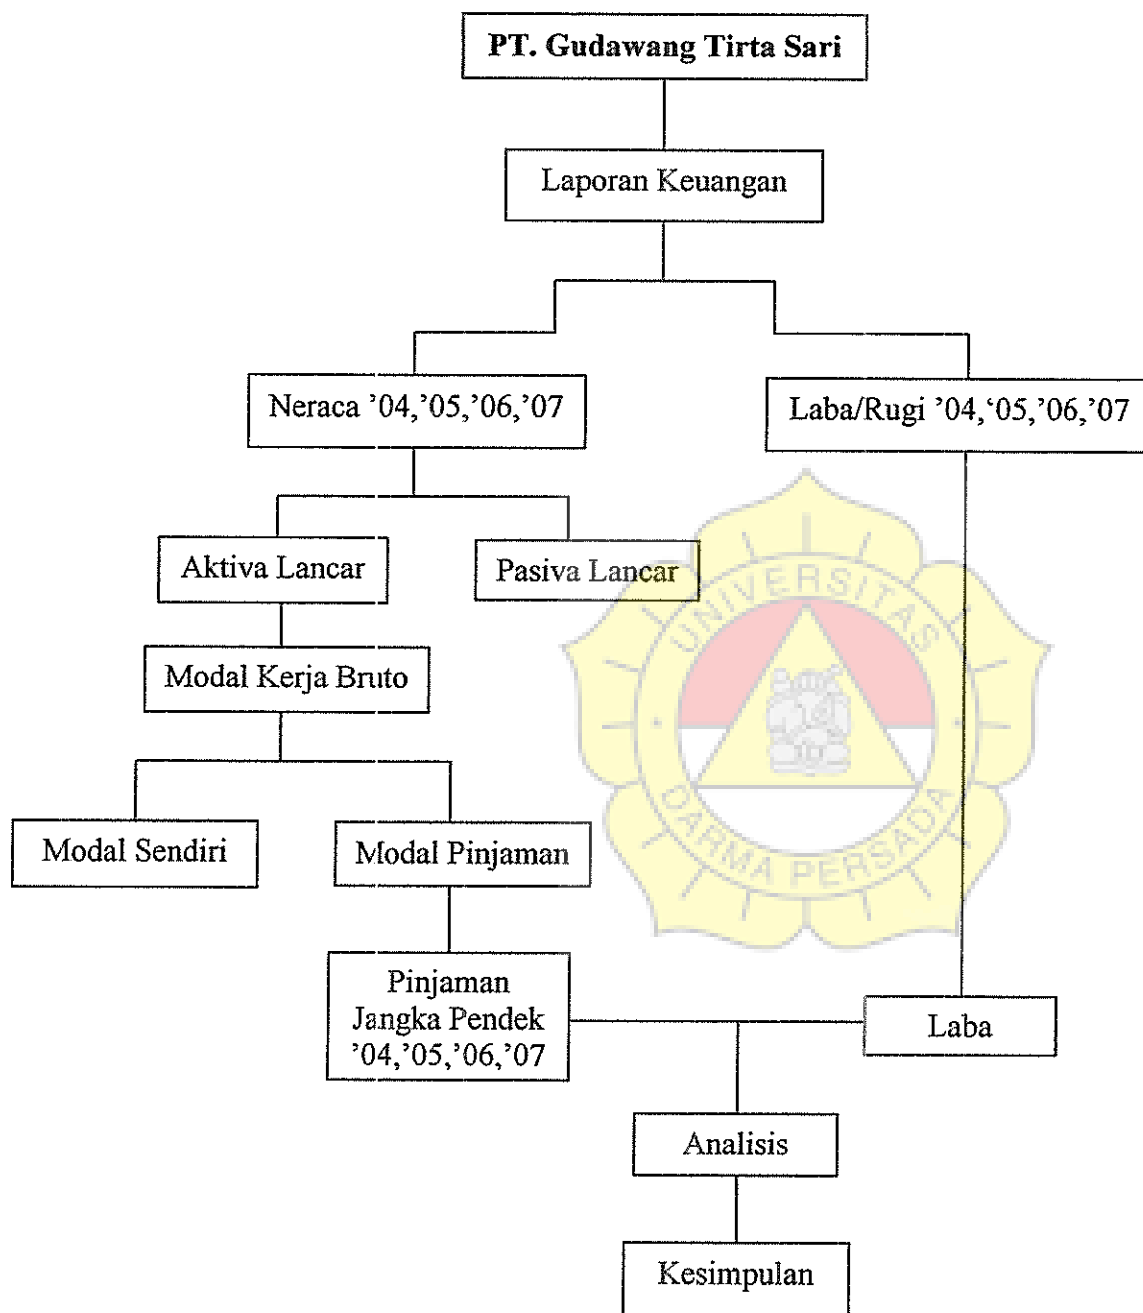 PT. Gudawang Tirta Sari
Laporan Keuangan
Neraca ’04,’05,’06,’07
Laba/Rugi ’04,‘05,’06,’07
Aktiva Lancar
Pasiva Lancar
Modal Kerja Bruto
Modal Sendiri
Modal Pinjaman
Pinjaman
Jangka Pendek
’04,’05,’06,’07
Laba
Analisis
Kesimpulan
UNIVERSITAS
DARMA PERSADA